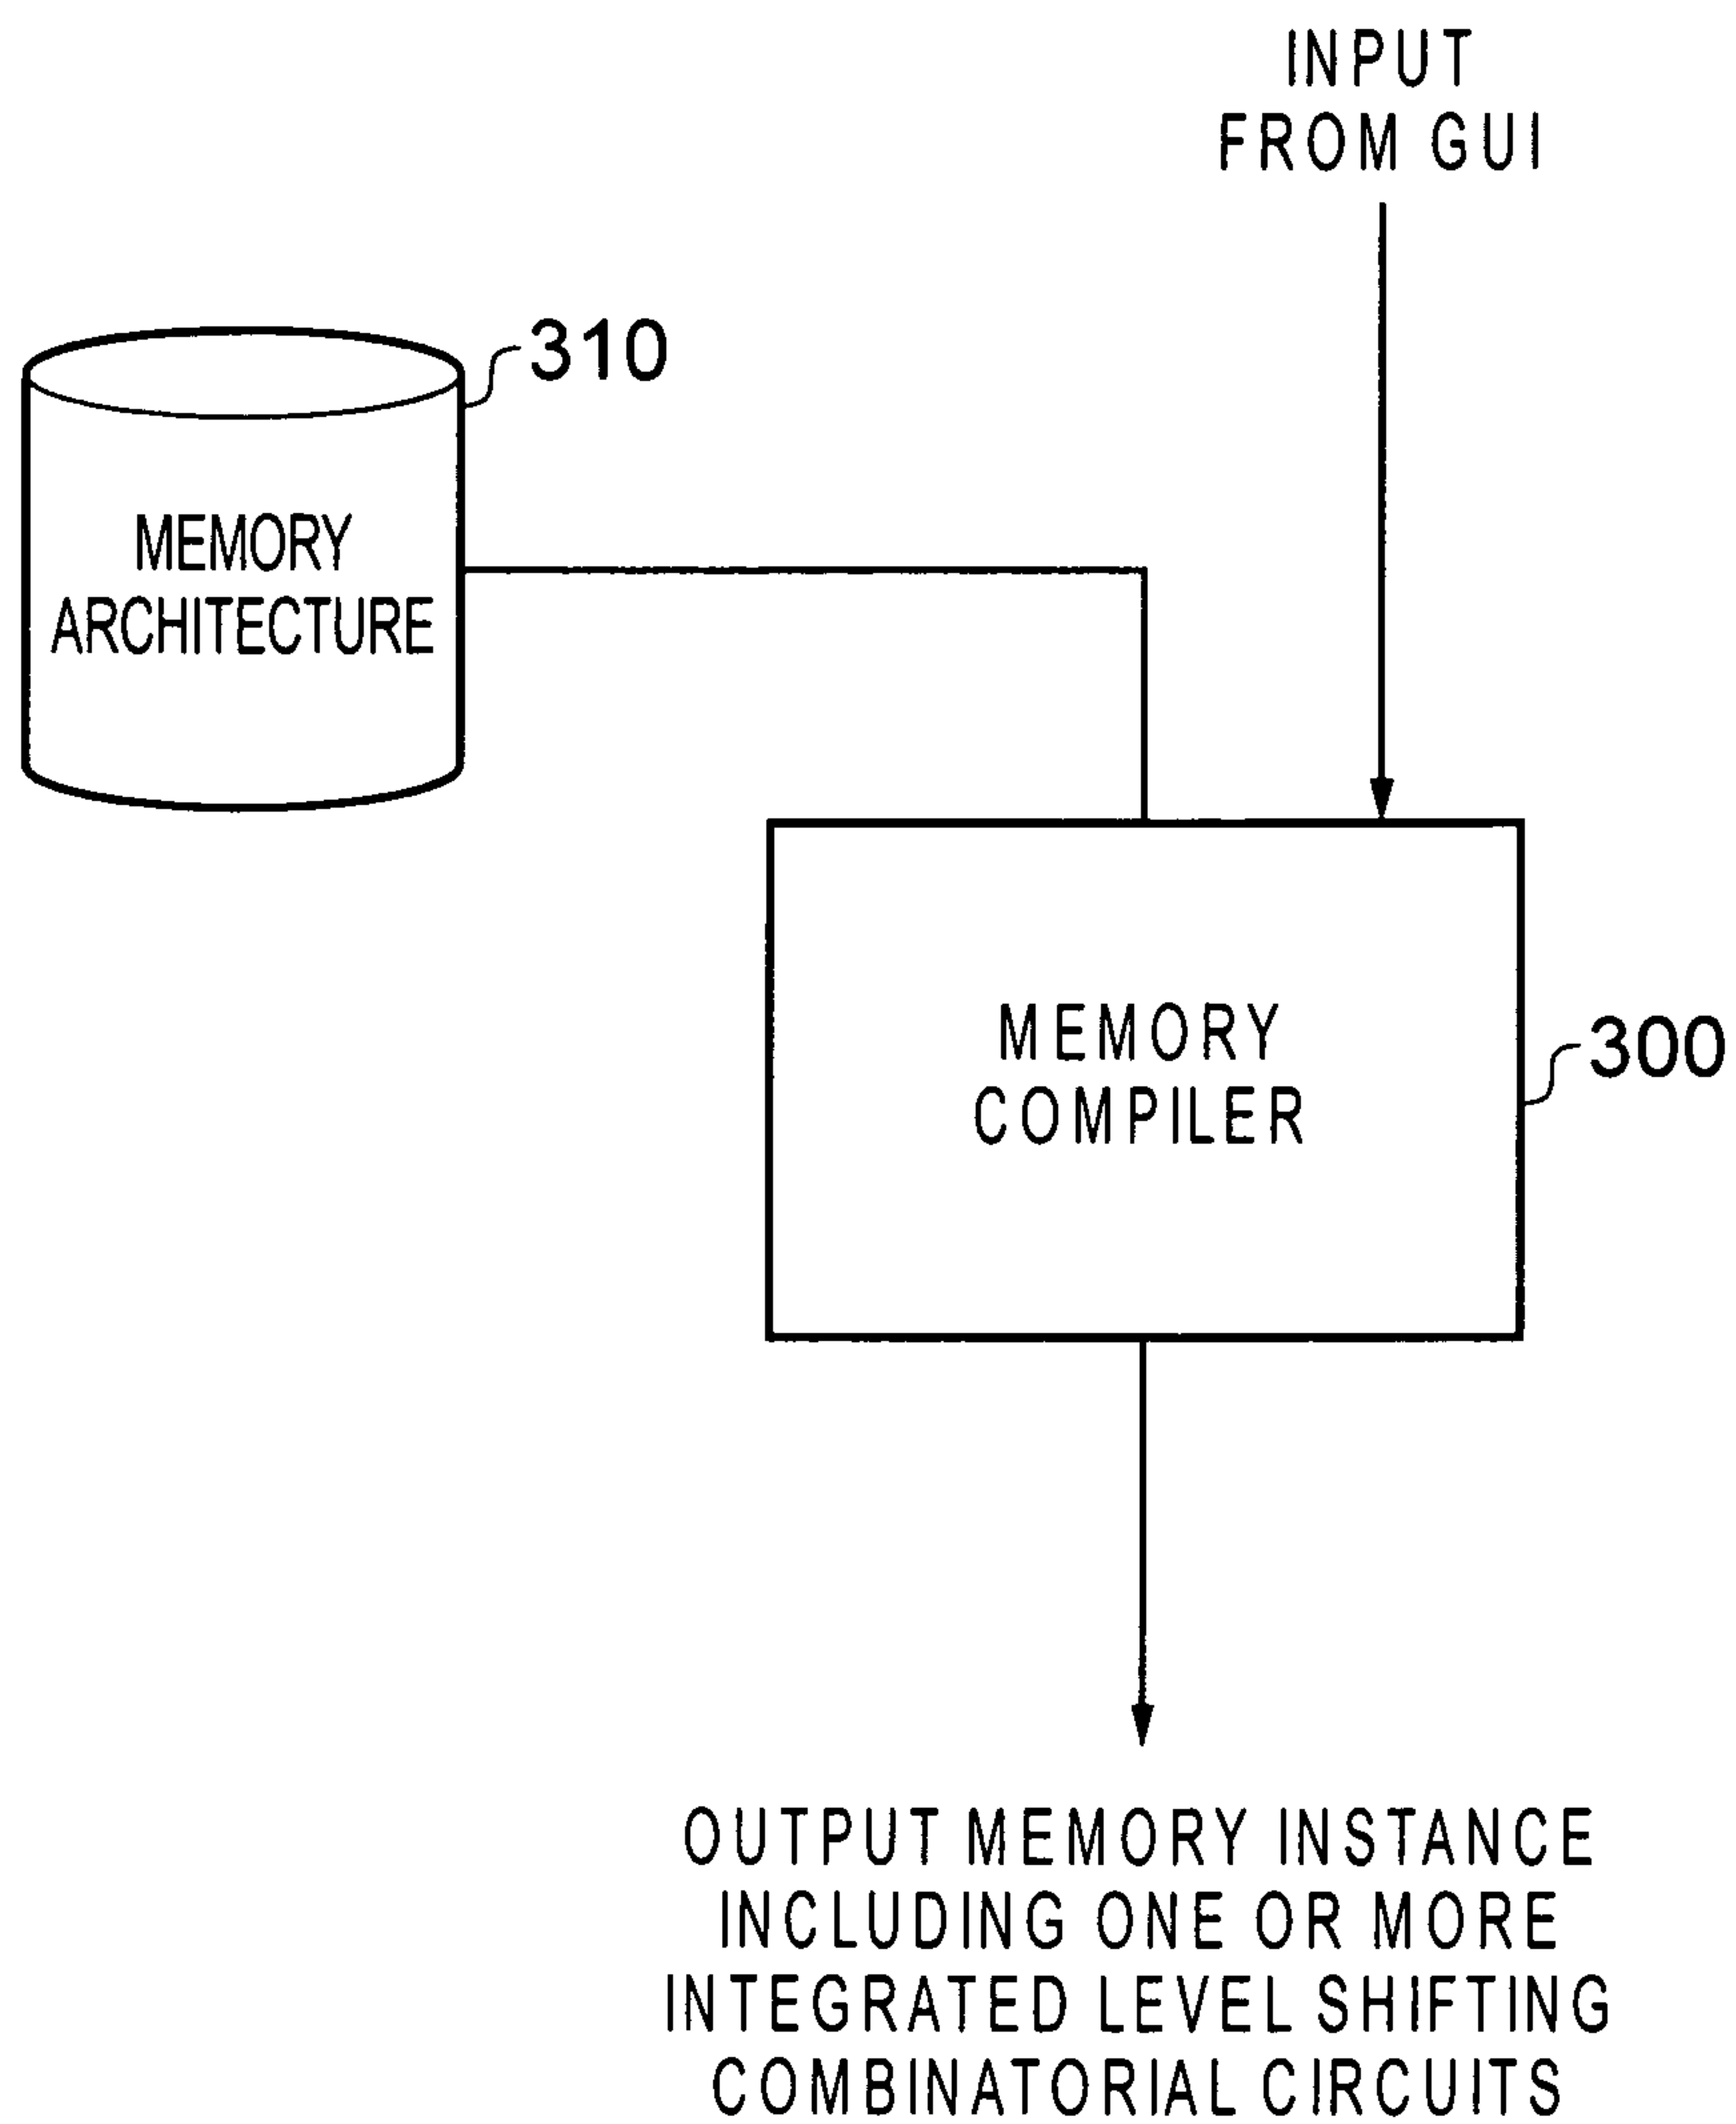 INPUT
FROM GUI
310
MEMORY
ARCHITECTURE
MEMORY
COMPILER
300
OUTPUT MEMORY INSTANCE
INCLUDING ONE OR MORE
INTEGRATED LEVEL SHIFTING
COMBINATORIAL CIRCUITS